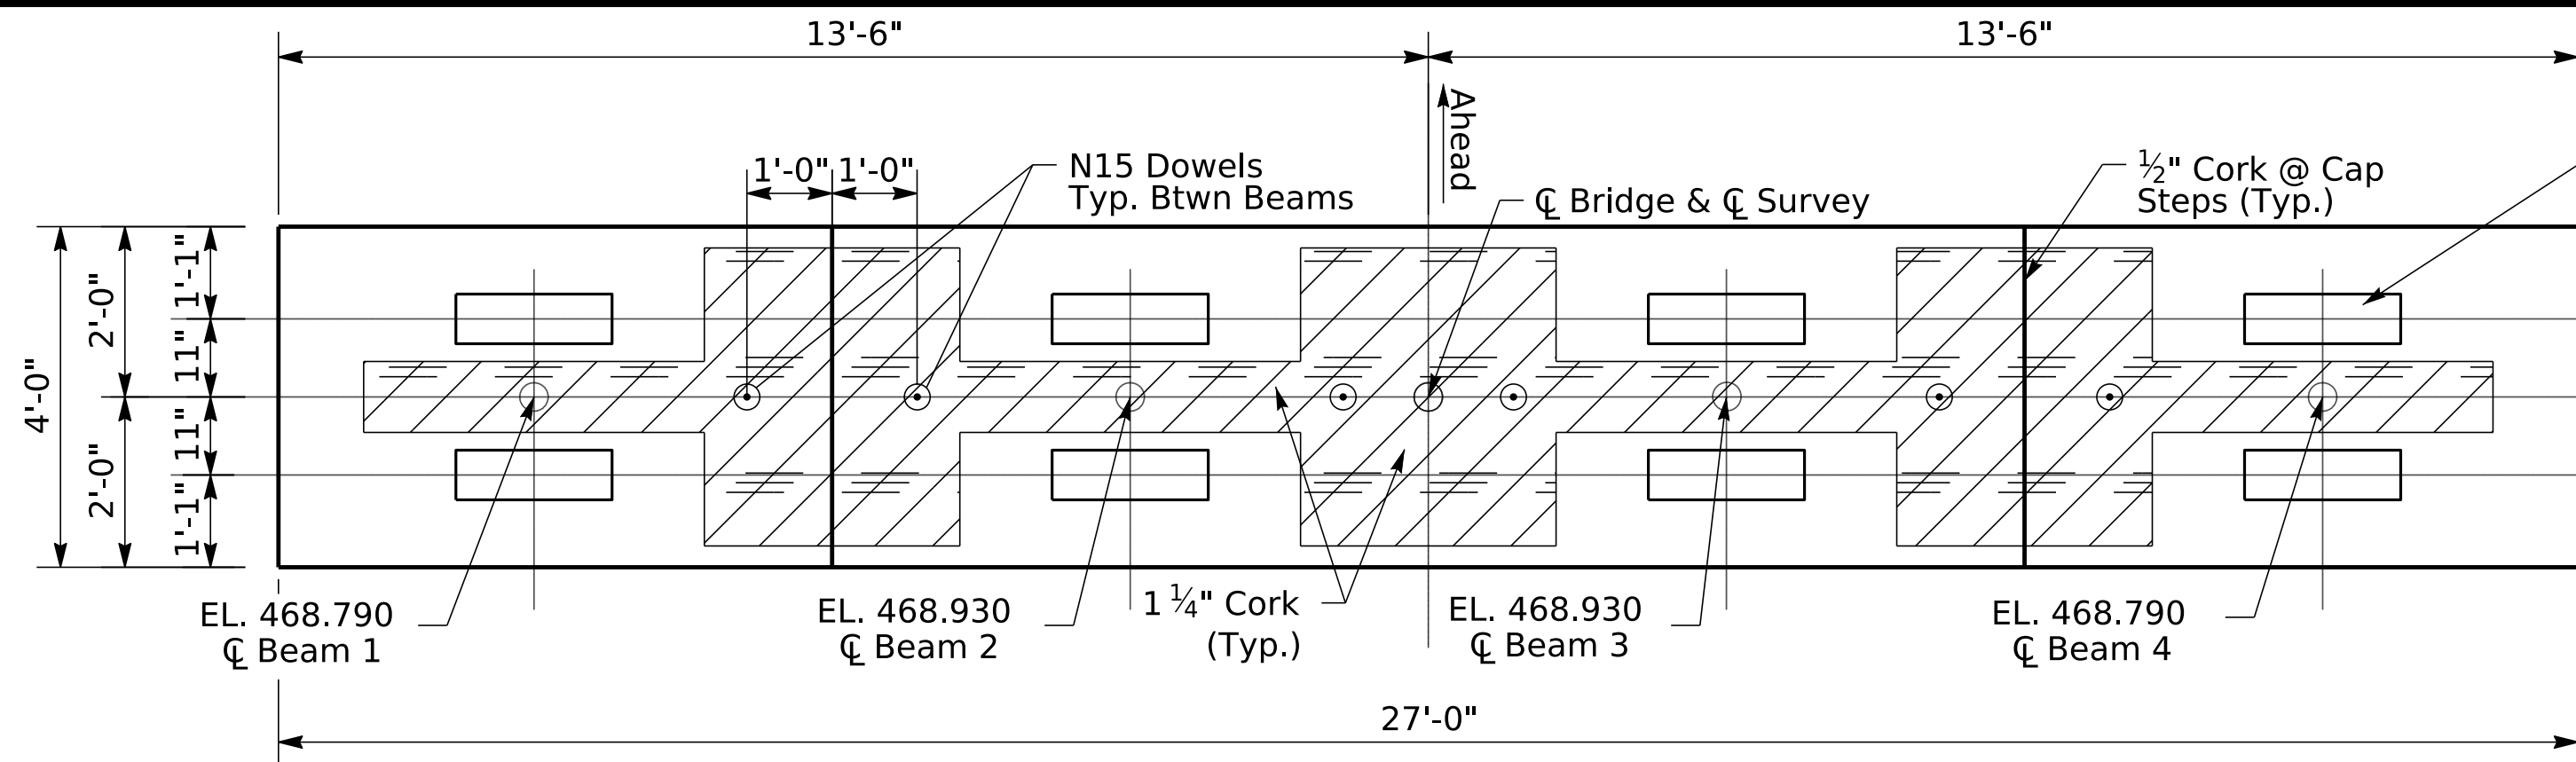 13'-6"
13'-6"
Ahead
1'-0"
1'-0"
N15 Dowels
Typ. Btwn Beams
℄ Bridge & ℄ Survey
½" Cork @ Cap
Steps (Typ.)
4'-0"
2'-0"
2'-0"
1'-1"
11"
11"
1'-1"
EL. 468.790
℄ Beam 1
EL. 468.930
℄ Beam 2
1 ¼" Cork
(Typ.)
EL. 468.930
℄ Beam 3
EL. 468.790
℄ Beam 4
27'-0"